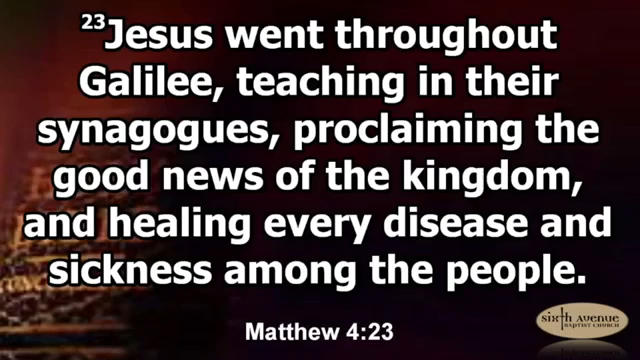 23Jesus went throughout
Galilee, teaching in their
synagogues, proclaiming the
good news of the kingdom,
and healing every disease and
sickness among the people.
Matthew 4:23
sixth avenue
BAPTIST CHURCH